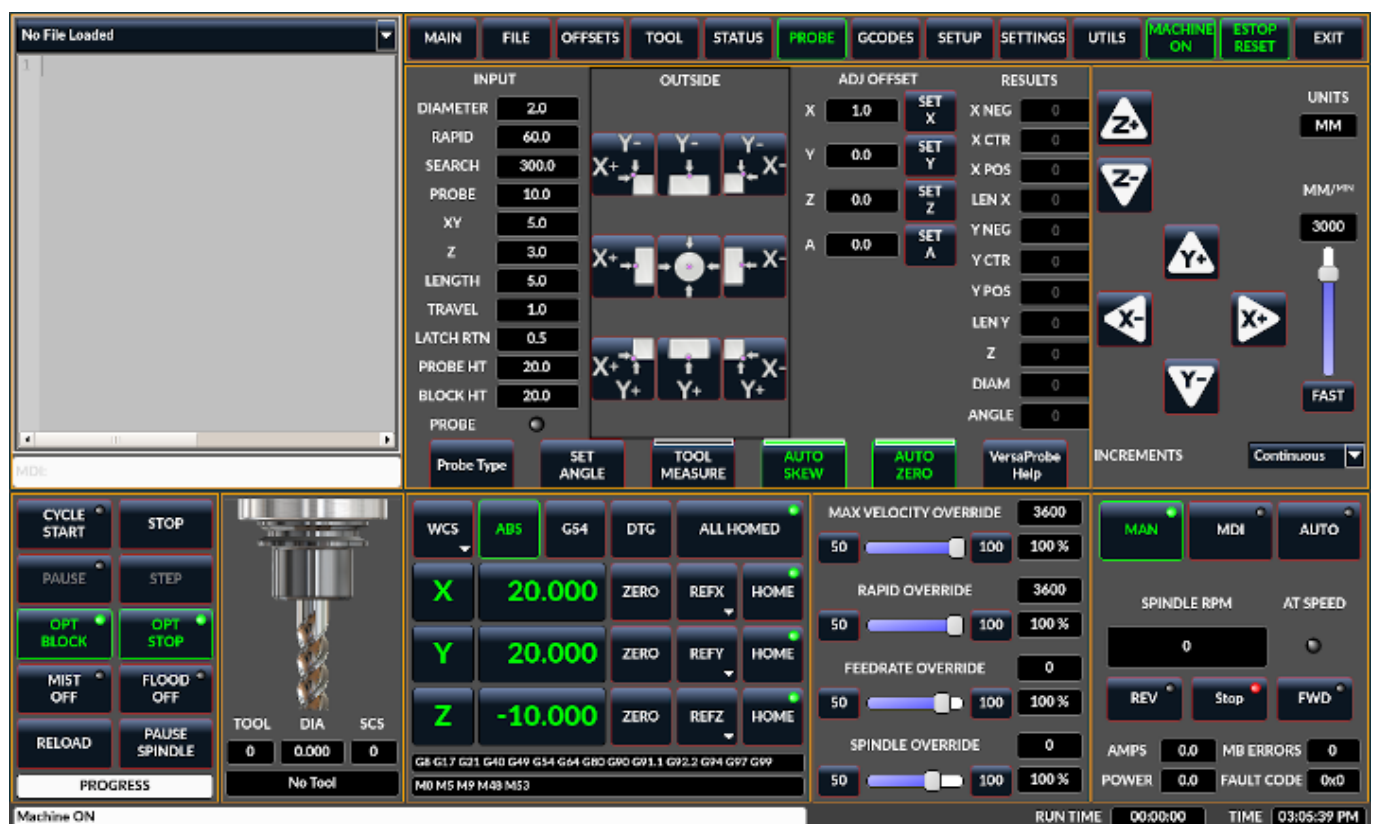 No File Loaded
1
MDI:
MAIN FILE OFFSETS TOOL STATUS PROBE GCODES SETUP SETTINGS UTILS MACHINE ON ESTOP RESET EXIT
INPUT
DIAMETER 2.0
RAPID 60.0
SEARCH 300.0
PROBE 10.0
XY 5.0
Z 3.0
LENGTH 5.0
TRAVEL 1.0
LATCH RTN 0.5
PROBE HT 20.0
BLOCK HT 20.0
PROBE
OUTSIDE
Y- Y- Y-
X+ X-
X+ X-
X+ X-
Y+ Y+ Y+
ADJ OFFSET
X 1.0 SET X
Y 0.0 SET Y
Z 0.0 SET Z
A 0.0 SET A
RESULTS
X NEG 0
X CTR 0
X POS 0
LEN X 0
Y NEG 0
Y CTR 0
Y POS 0
LEN Y 0
Z 0
DIAM 0
ANGLE 0
Probe Type
SET ANGLE
TOOL MEASURE
AUTO SKEW
AUTO ZERO
VersaProbe Help
Z+
Z-
Y+
X- X+
Y-
UNITS
MM
MM/MIN
3000
FAST
INCREMENTS Continuous
CYCLE START STOP
PAUSE STEP
OPT BLOCK OPT STOP
MIST OFF FLOOD OFF
RELOAD PAUSE SPINDLE
PROGRESS
TOOL DIA SCS
0 0.000 0
No Tool
WCS ABS G54 DTG ALL HOMED
X 20.000 ZERO REFX HOME
Y 20.000 ZERO REFY HOME
Z -10.000 ZERO REFZ HOME
G8 G17 G21 G40 G49 G54 G64 G80 G90 G91.1 G92.2 G94 G97 G99
M0 M5 M9 M48 M53
MAX VELOCITY OVERRIDE 3600
50 100 100 %
RAPID OVERRIDE 3600
50 100 100 %
FEEDRATE OVERRIDE 0
50 100 100 %
SPINDLE OVERRIDE 0
50 100 100 %
MAN MDI AUTO
SPINDLE RPM AT SPEED
0
REV Stop FWD
AMPS 0.0 MB ERRORS 0
POWER 0.0 FAULT CODE 0x0
Machine ON
RUN TIME 00:00:00 TIME 03:05:39 PM